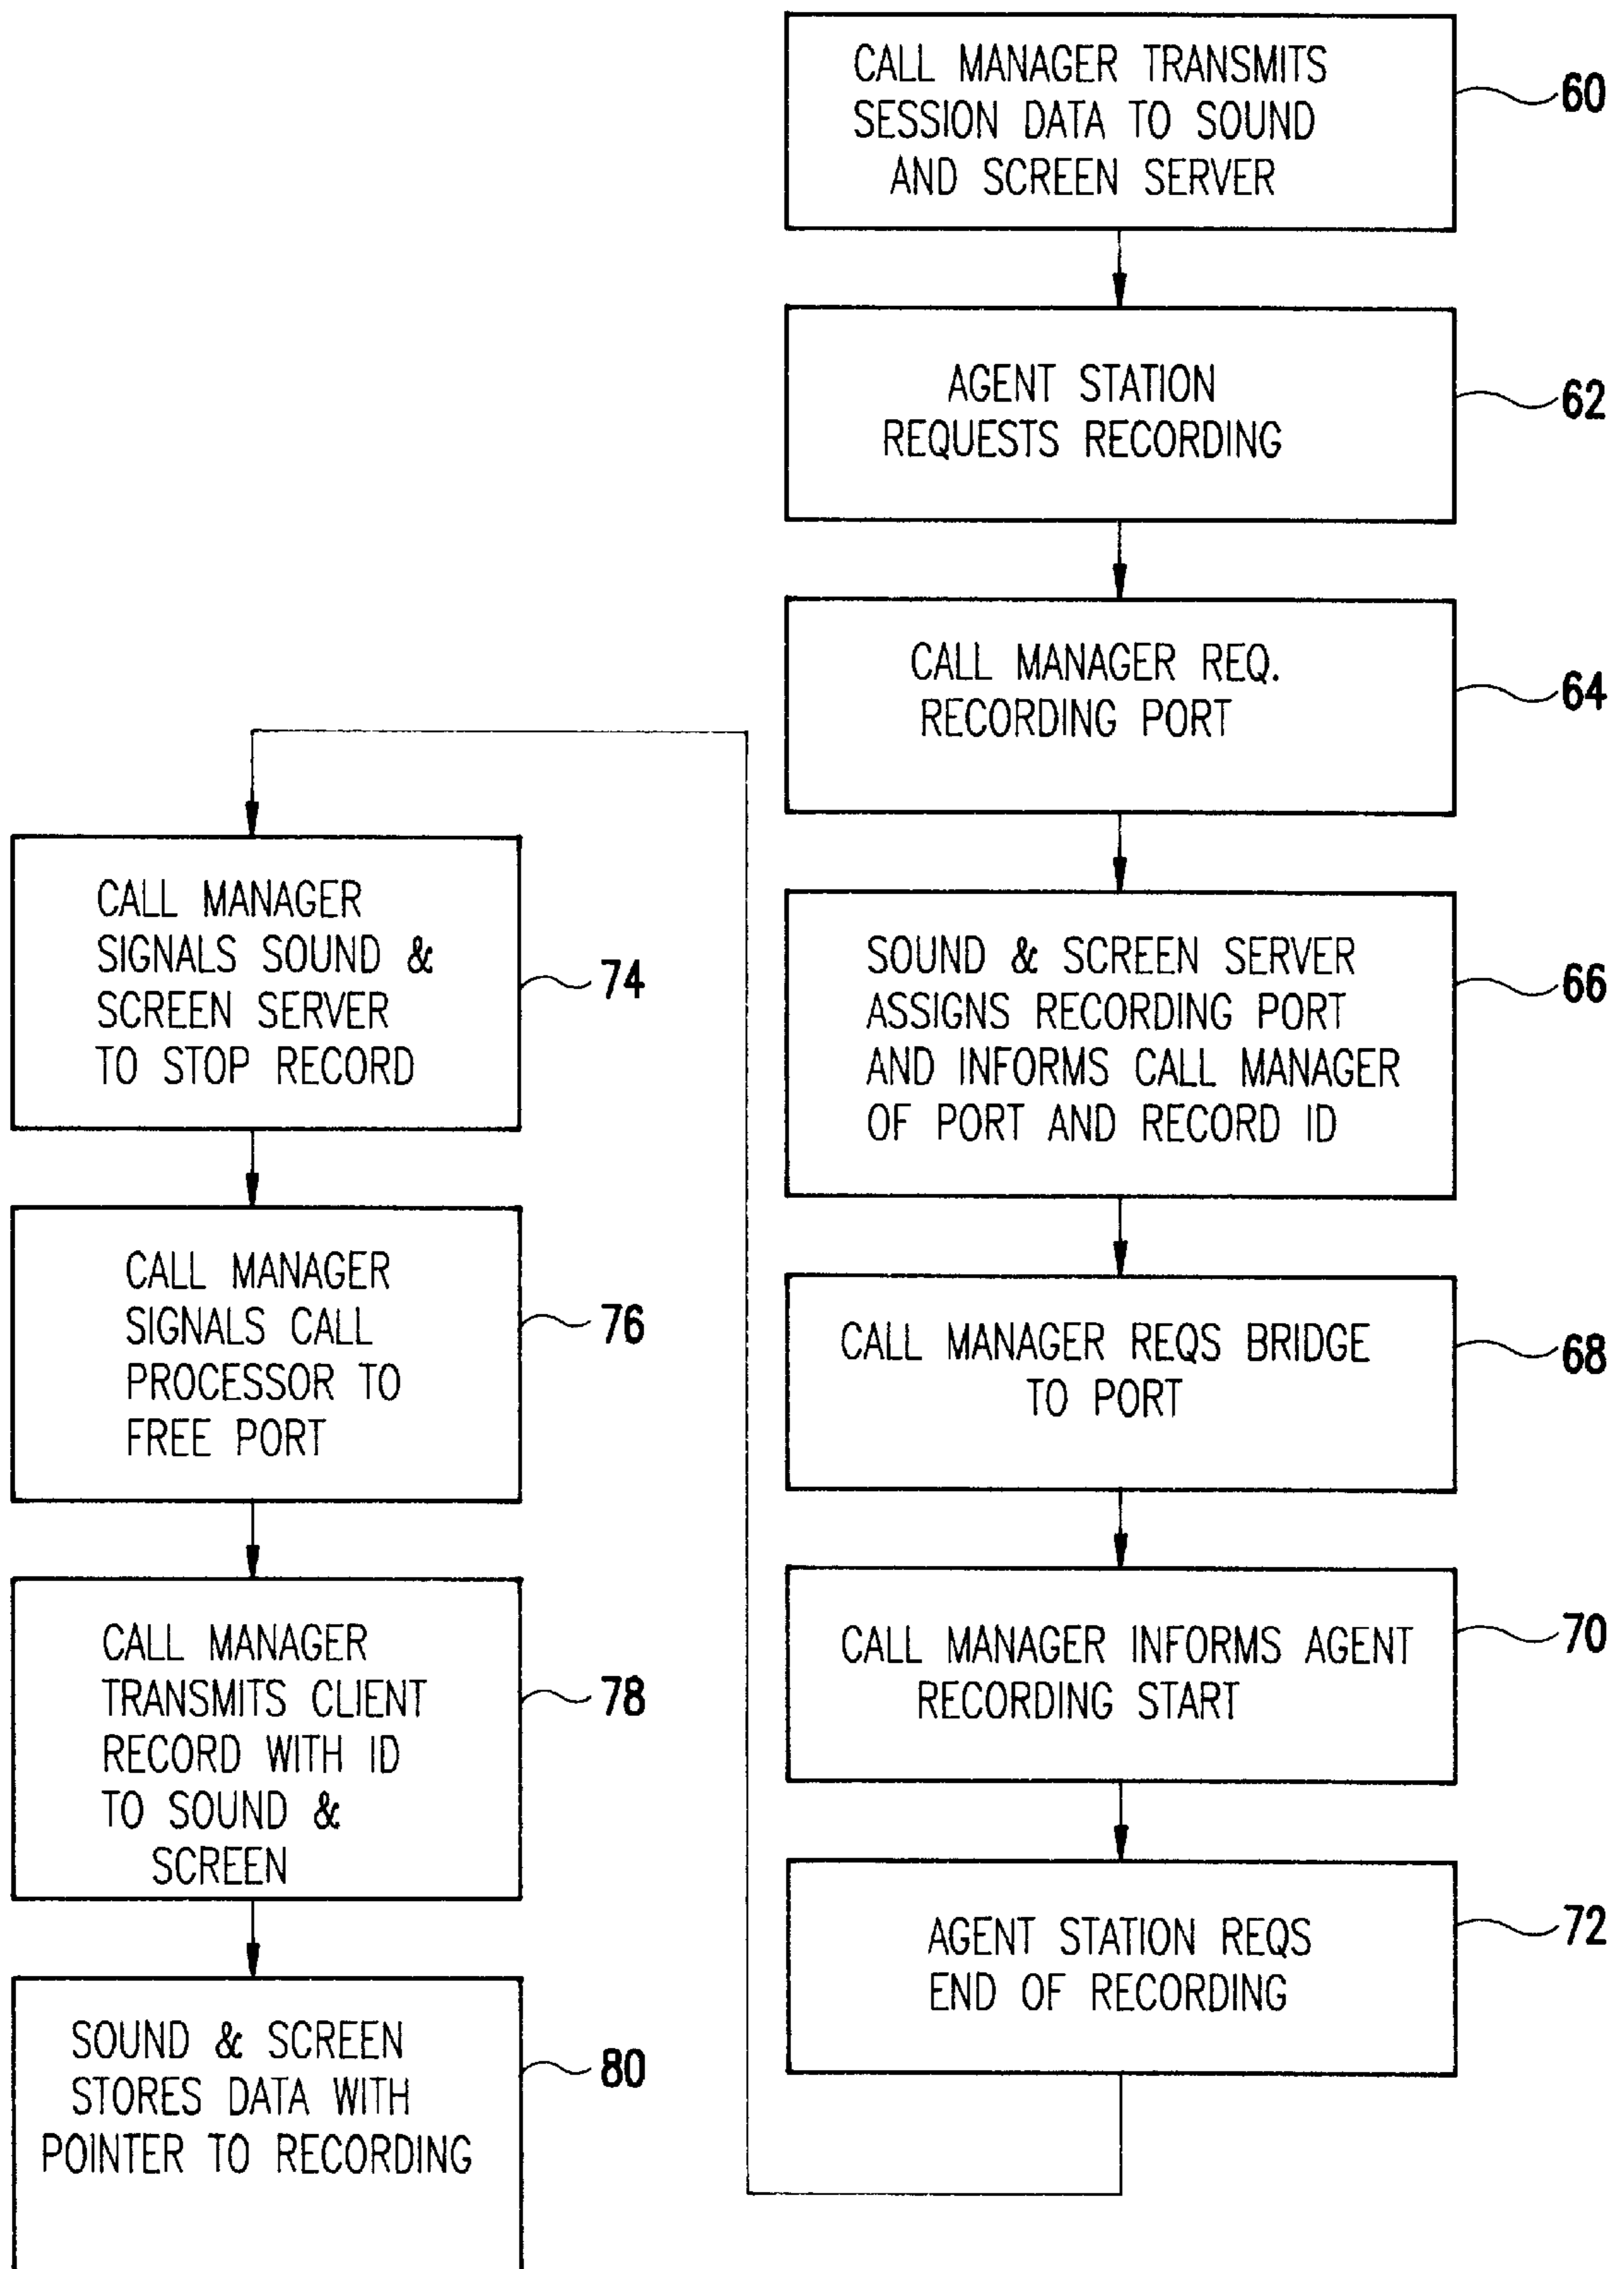 CALL MANAGER TRANSMITS
SESSION DATA TO SOUND
AND SCREEN SERVER
60
AGENT STATION
REQUESTS RECORDING
62
CALL MANAGER REQ.
RECORDING PORT
64
SOUND & SCREEN SERVER
ASSIGNS RECORDING PORT
AND INFORMS CALL MANAGER
OF PORT AND RECORD ID
66
CALL MANAGER REQS BRIDGE
TO PORT
68
CALL MANAGER INFORMS AGENT
RECORDING START
70
AGENT STATION REQS
END OF RECORDING
72
CALL MANAGER
SIGNALS SOUND &
SCREEN SERVER
TO STOP RECORD
74
CALL MANAGER
SIGNALS CALL
PROCESSOR TO
FREE PORT
76
CALL MANAGER
TRANSMITS CLIENT
RECORD WITH ID
TO SOUND &
SCREEN
78
SOUND & SCREEN
STORES DATA WITH
POINTER TO RECORDING
80